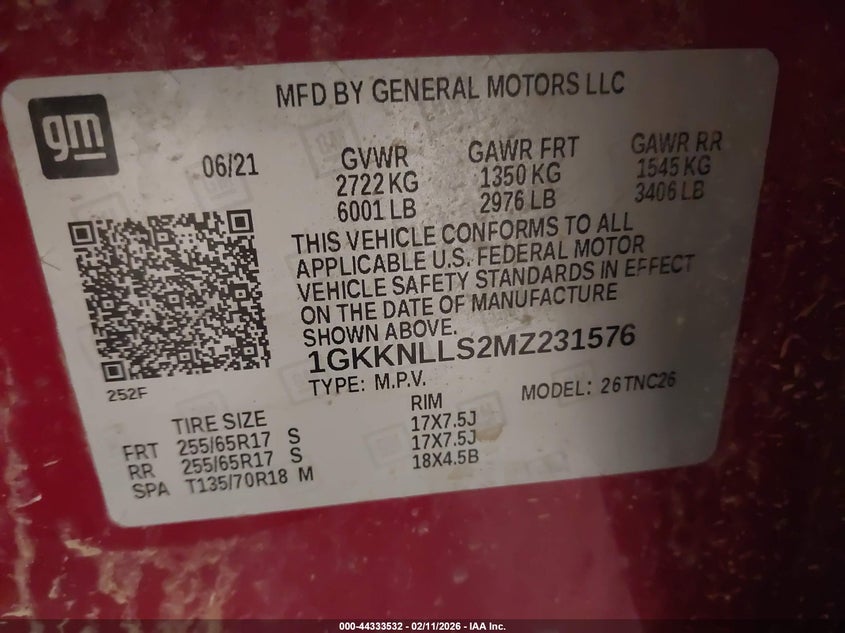 MFD BY GENERAL MOTORS LLC
gm
06/21
GVWR
2722 KG
6001 LB
GAWR FRT
1350 KG
2976 LB
GAWR RR
1545 KG
3406 LB
THIS VEHICLE CONFORMS TO ALL
APPLICABLE U.S. FEDERAL MOTOR
VEHICLE SAFETY STANDARDS IN EFFECT
ON THE DATE OF MANUFACTURE
SHOWN ABOVE.
1GKKNLLS2MZ231576
TYPE: M.P.V.
MODEL: 26TNC26
252F
TIRE SIZE
RIM
FRT 255/65R17 S 17X7.5J
RR 255/65R17 S 17X7.5J
SPA T135/70R18 M 18X4.5B
000-44333532 - 02/11/2026 - IAA Inc.